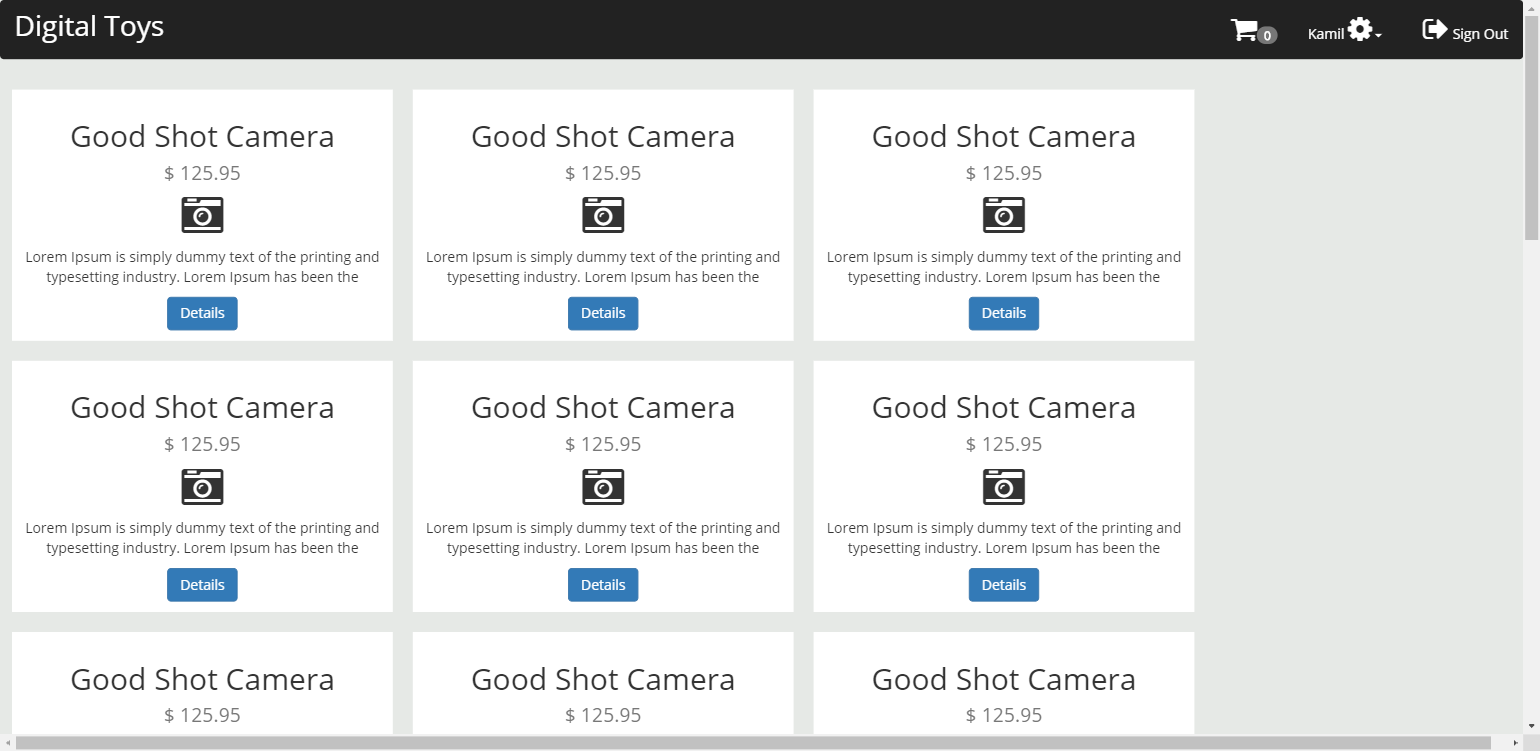 Digital Toys
0
Kamil
Sign Out
Good Shot Camera
$ 125.95
Lorem Ipsum is simply dummy text of the printing and
typesetting industry. Lorem Ipsum has been the
Details
Good Shot Camera
$ 125.95
Lorem Ipsum is simply dummy text of the printing and
typesetting industry. Lorem Ipsum has been the
Details
Good Shot Camera
$ 125.95
Lorem Ipsum is simply dummy text of the printing and
typesetting industry. Lorem Ipsum has been the
Details
Good Shot Camera
$ 125.95
Lorem Ipsum is simply dummy text of the printing and
typesetting industry. Lorem Ipsum has been the
Details
Good Shot Camera
$ 125.95
Lorem Ipsum is simply dummy text of the printing and
typesetting industry. Lorem Ipsum has been the
Details
Good Shot Camera
$ 125.95
Lorem Ipsum is simply dummy text of the printing and
typesetting industry. Lorem Ipsum has been the
Details
Good Shot Camera
$ 125.95
Good Shot Camera
$ 125.95
Good Shot Camera
$ 125.95